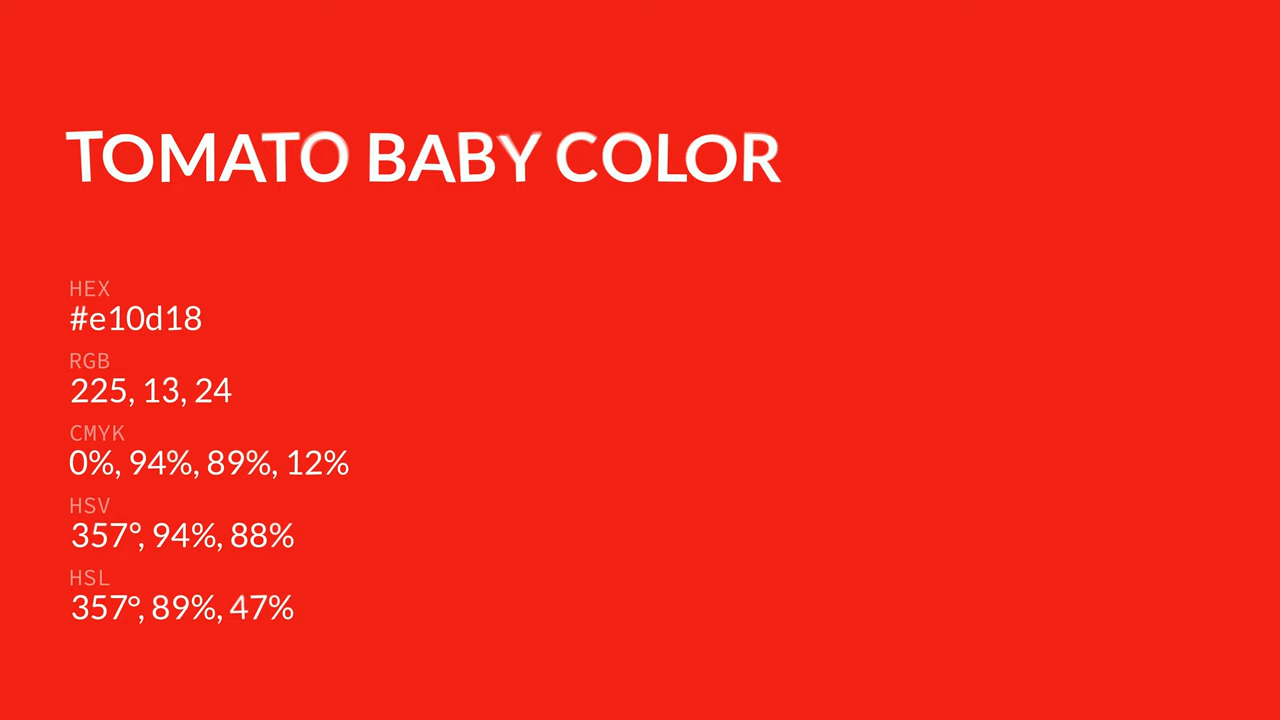 TOMATO BABY COLOR
HEX
#e10d18
RGB
225, 13, 24
CMYK
0%, 94%, 89%, 12%
HSV
357°, 94%, 88%
HSL
357°, 89%, 47%